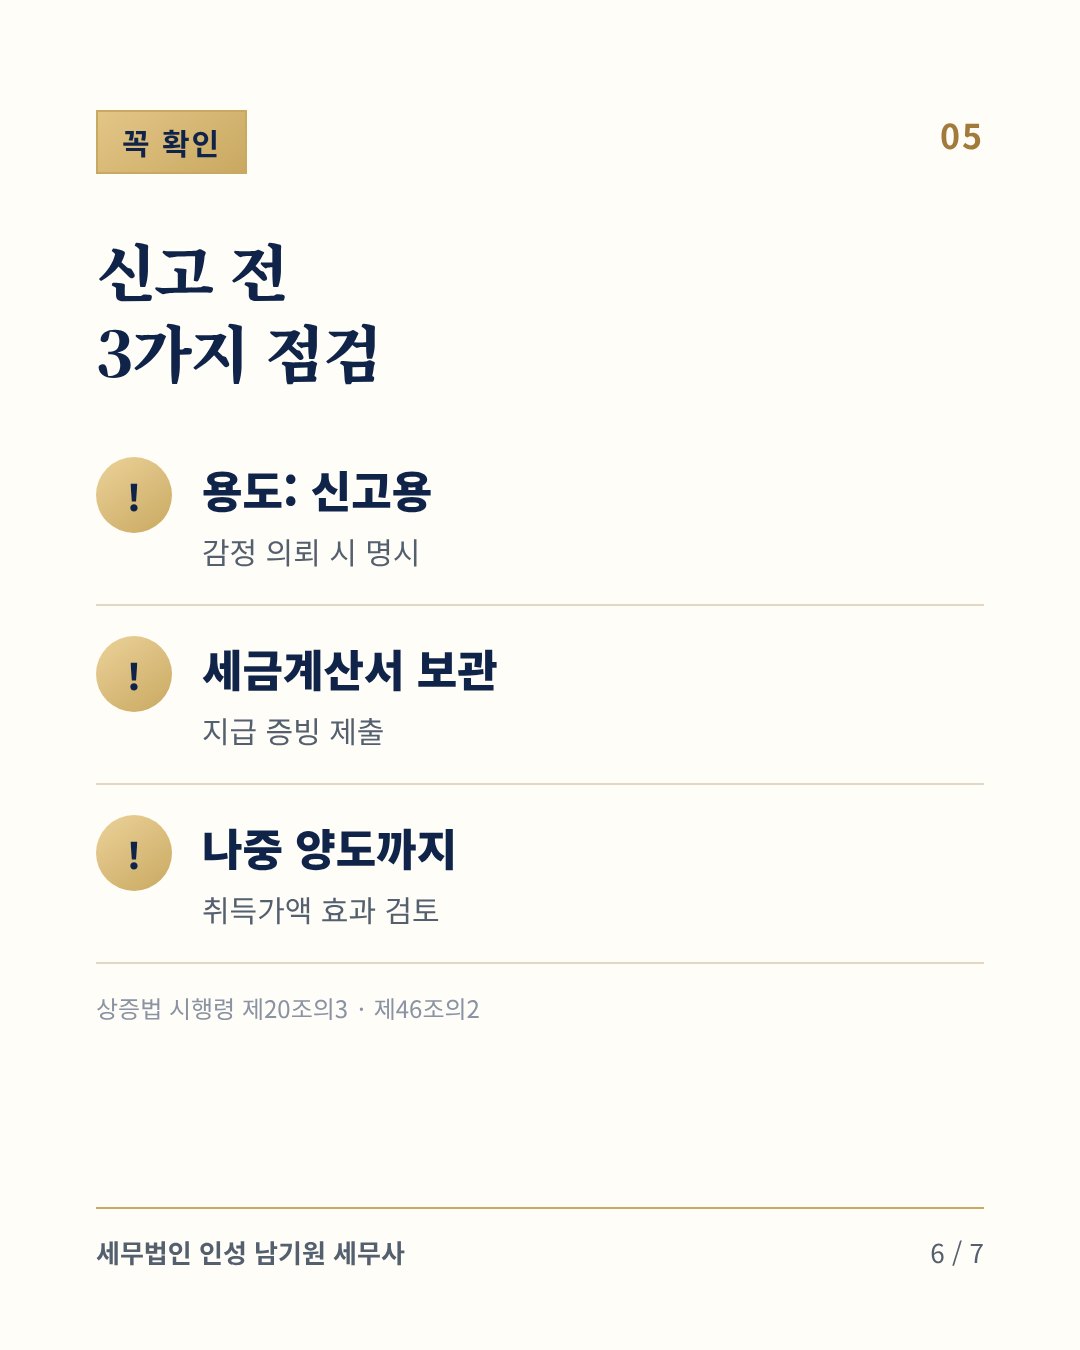 꼭 확인
05
신고 전
3가지 점검
!
용도: 신고용
감정 의뢰 시 명시
!
세금계산서 보관
지급 증빙 제출
!
나중 양도까지
취득가액 효과 검토
상증법 시행령 제20조의3 · 제46조의2
세무법인 인성 남기원 세무사
6 / 7